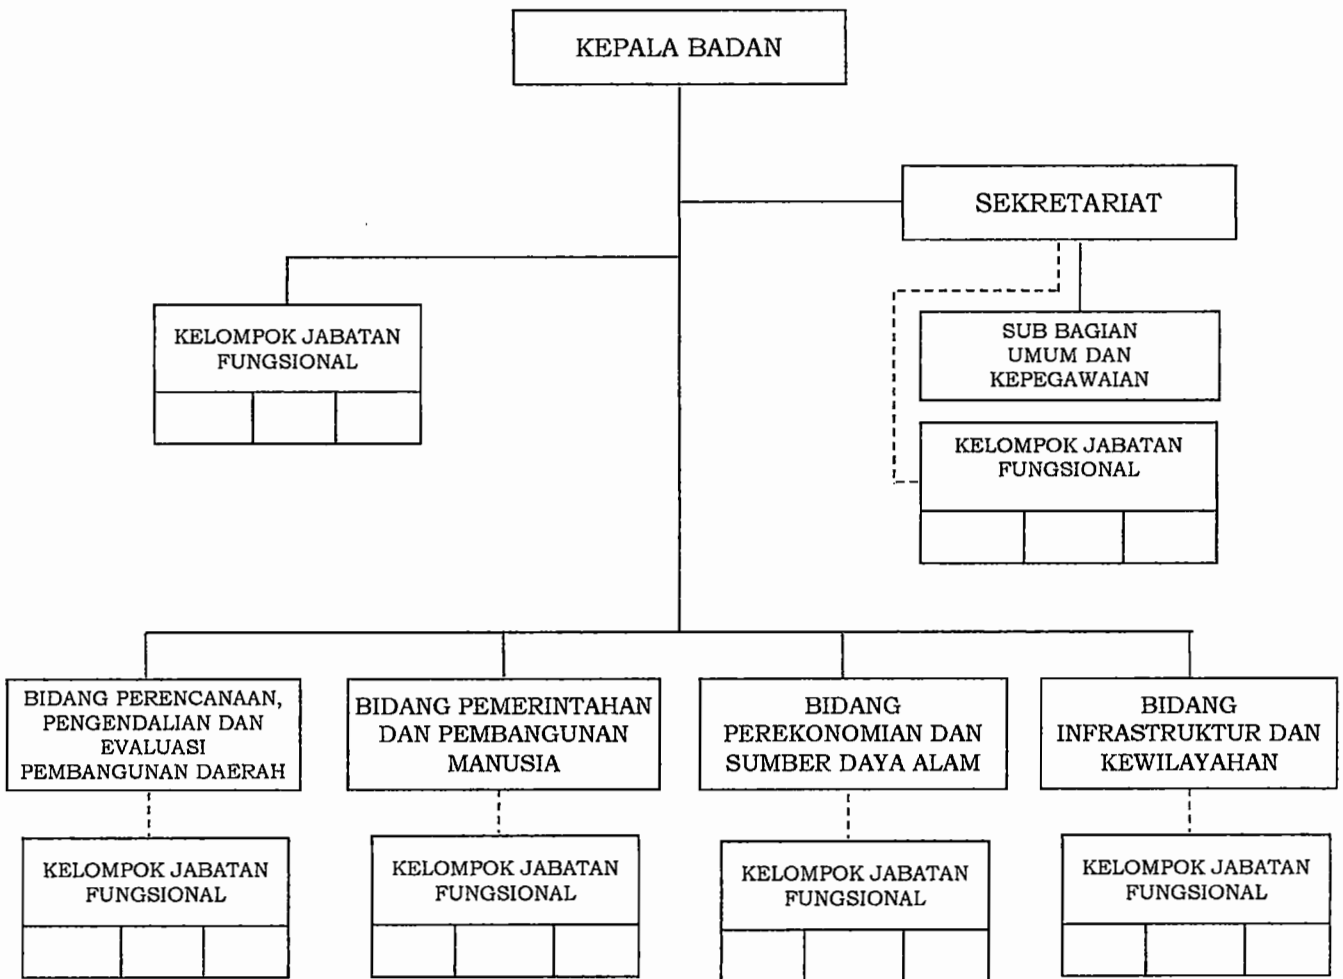 KEPALA BADAN
SEKRETARIAT
KELOMPOK JABATAN
FUNGSIONAL
SUB BAGIAN
UMUM DAN
KEPEGAWAIAN
KELOMPOK JABATAN
FUNGSIONAL
BIDANG PERENCANAAN,
PENGENDALIAN DAN
EVALUASI
PEMBANGUNAN DAERAH
BIDANG PEMERINTAHAN
DAN PEMBANGUNAN
MANUSIA
BIDANG
PEREKONOMIAN DAN
SUMBER DAYA ALAM
BIDANG
INFRASTRUKTUR DAN
KEWILAYAHAN
KELOMPOK JABATAN
FUNGSIONAL
KELOMPOK JABATAN
FUNGSIONAL
KELOMPOK JABATAN
FUNGSIONAL
KELOMPOK JABATAN
FUNGSIONAL